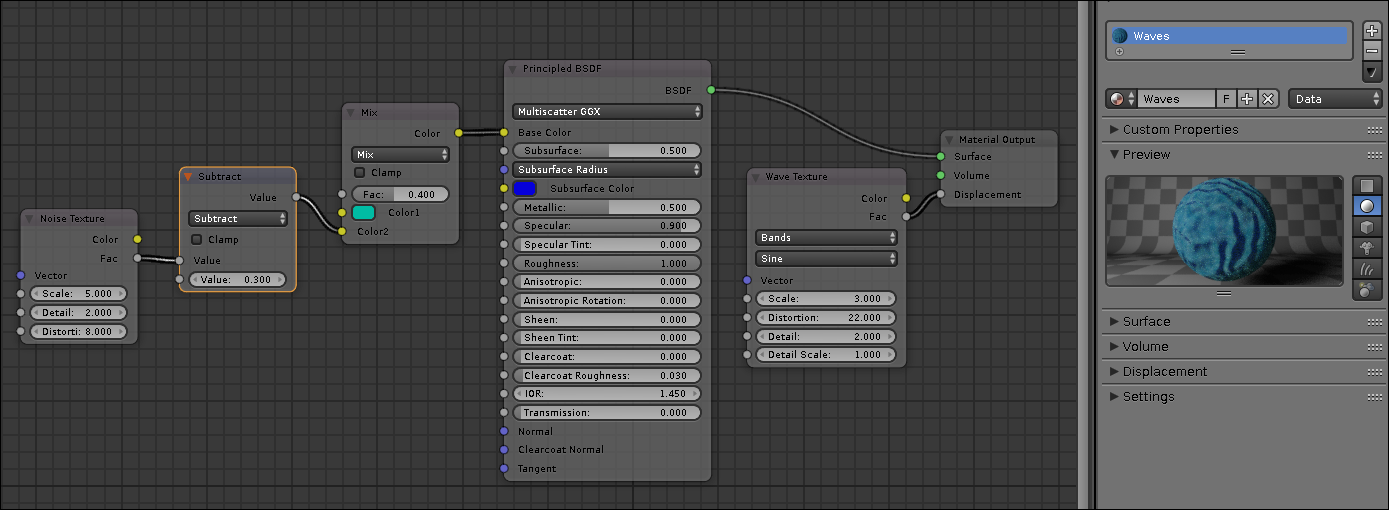 Noise Texture
Color
Fac
Vector
Scale: 5.000
Detail: 2.000
Distorti: 8.000
Subtract
Value
Subtract
Clamp
Value
Value: 0.300
Mix
Color
Mix
Clamp
Fac: 0.400
Color1
Color2
Principled BSDF
BSDF
Multiscatter GGX
Base Color
Subsurface: 0.500
Subsurface Radius
Subsurface Color
Metallic: 0.500
Specular: 0.900
Specular Tint: 0.000
Roughness: 1.000
Anisotropic: 0.000
Anisotropic Rotation: 0.000
Sheen: 0.000
Sheen Tint: 0.000
Clearcoat: 0.000
Clearcoat Roughness: 0.030
IOR: 1.450
Transmission: 0.000
Normal
Clearcoat Normal
Tangent
Wave Texture
Color
Fac
Bands
Sine
Vector
Scale: 3.000
Distortion: 22.000
Detail: 2.000
Detail Scale: 1.000
Material Output
Surface
Volume
Displacement
Waves
Waves F Data
Custom Properties
Preview
Surface
Volume
Displacement
Settings